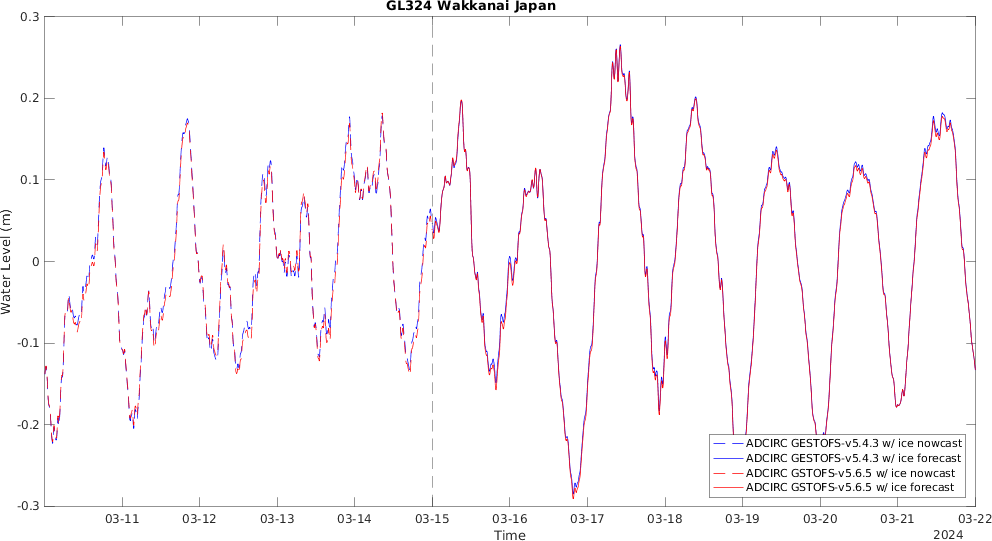 GL324 Wakkanai Japan
0.3
0.2
0.1
0
-0.1
-0.2
-0.3
Water Level (m)
03-11
03-12
03-13
03-14
03-15
03-16
03-17
03-18
03-19
03-20
03-21
03-22
Time
2024
ADCIRC GESTOFS-v5.4.3 w/ ice nowcast
ADCIRC GESTOFS-v5.4.3 w/ ice forecast
ADCIRC GSTOFS-v5.6.5 w/ ice nowcast
ADCIRC GSTOFS-v5.6.5 w/ ice forecast